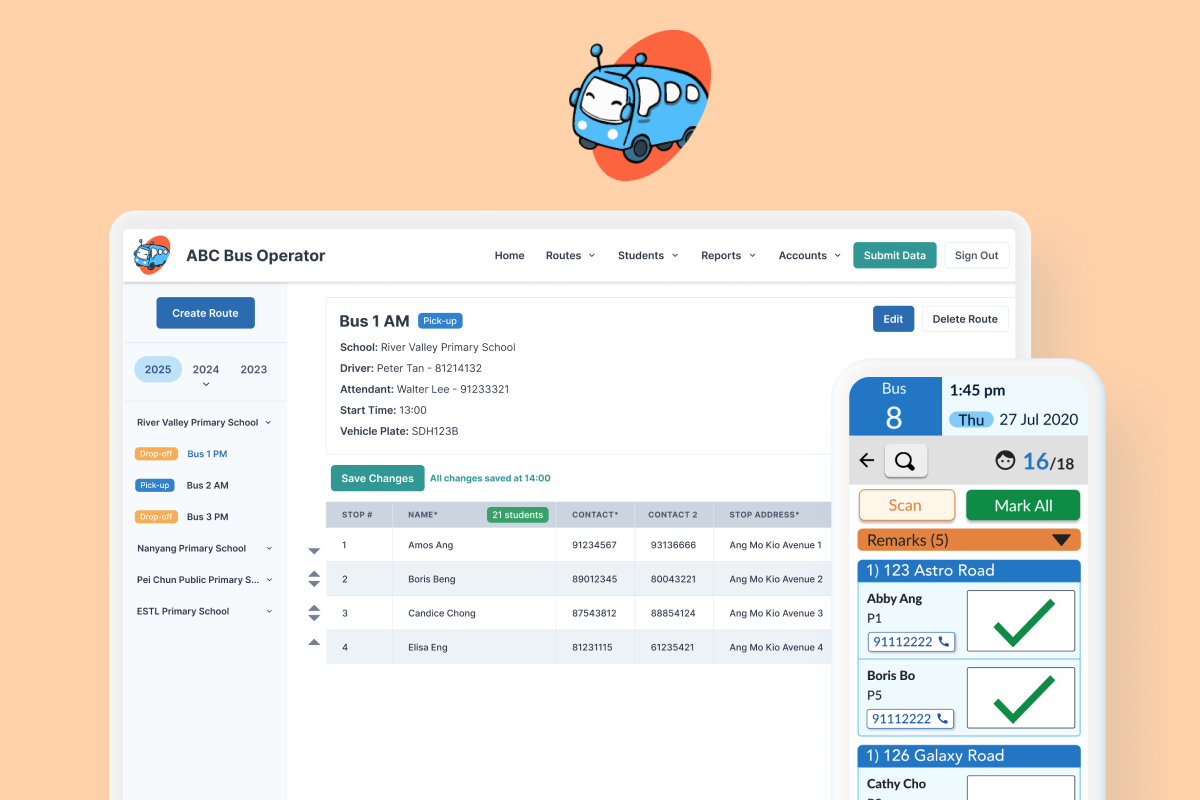 ABC Bus Operator
Home Routes Students Reports Accounts Submit Data Sign Out
Create Route
2025 2024 2023
River Valley Primary School
Drop-off Bus 1 PM
Pick-up Bus 2 AM
Drop-off Bus 3 PM
Nanyang Primary School
Pei Chun Public Primary S...
ESTL Primary School
Bus 1 AM Pick-up
Edit Delete Route
School: River Valley Primary School
Driver: Peter Tan - 81214132
Attendant: Walter Lee - 91233321
Start Time: 13:00
Vehicle Plate: SDH123B
Save Changes All changes saved at 14:00
STOP # NAME* 21 students CONTACT* CONTACT 2 STOP ADDRESS*
1 Amos Ang 91234567 93136666 Ang Mo Kio Avenue 1
2 Boris Beng 89012345 80043221 Ang Mo Kio Avenue 2
3 Candice Chong 87543812 88854124 Ang Mo Kio Avenue 3
4 Elisa Eng 81231115 61235421 Ang Mo Kio Avenue 4
Bus
8
1:45 pm
Thu 27 Jul 2020
16/18
Scan Mark All
Remarks (5)
1) 123 Astro Road
Abby Ang
P1
91112222
Boris Bo
P5
91112222
1) 126 Galaxy Road
Cathy Cho